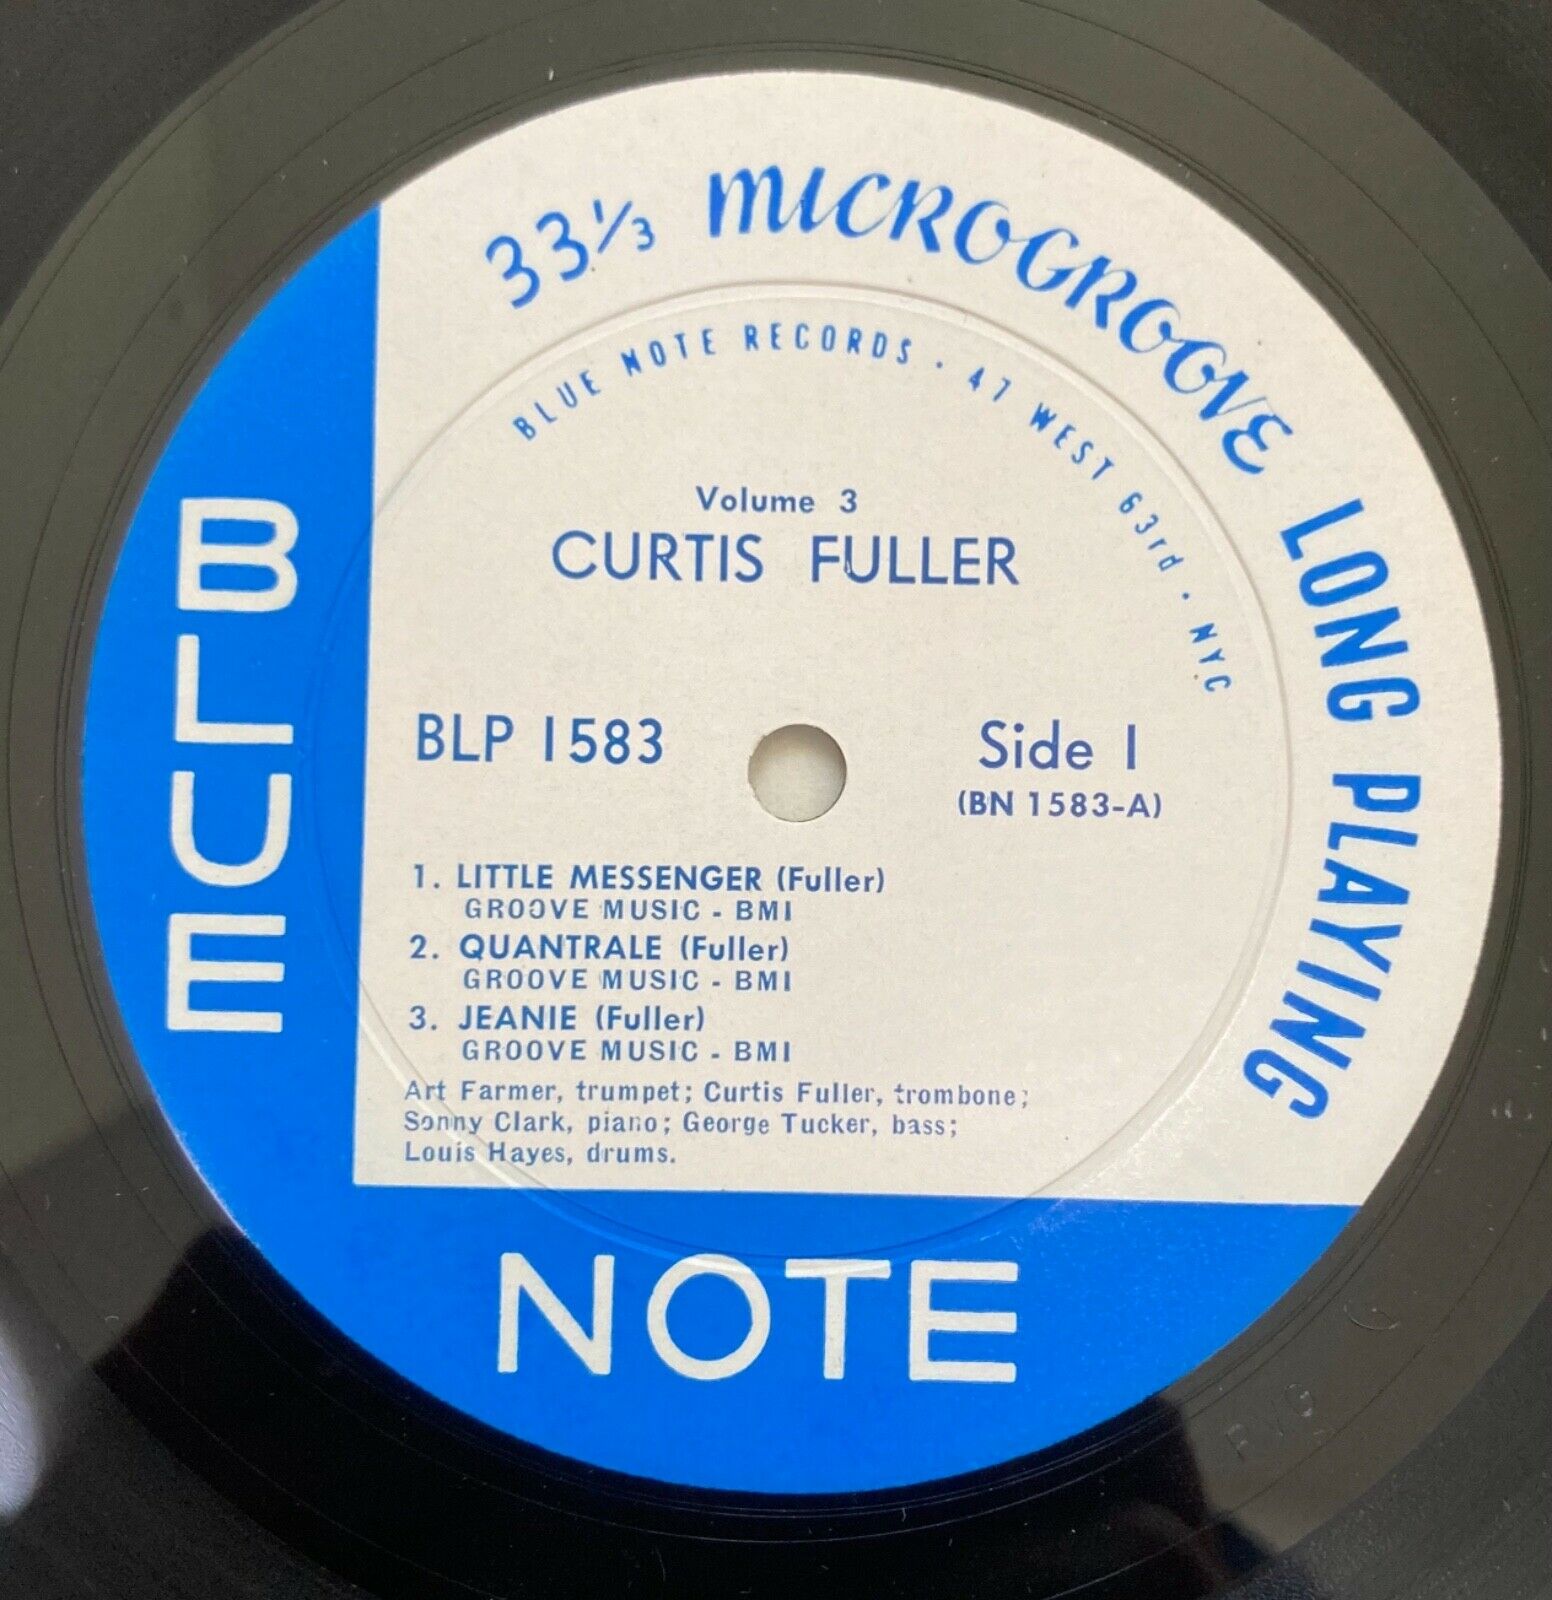 33⅓ MICROGROOVE LONG PLAYING
BLUE NOTE RECORDS · 47 WEST 63rd · NYC
Volume 3
CURTIS FULLER
BLP 1583
Side 1
(BN 1583-A)
1. LITTLE MESSENGER (Fuller)
GROOVE MUSIC - BMI
2. QUANTRALE (Fuller)
GROOVE MUSIC - BMI
3. JEANIE (Fuller)
GROOVE MUSIC - BMI
Art Farmer, trumpet; Curtis Fuller, trombone;
Sonny Clark, piano; George Tucker, bass;
Louis Hayes, drums.
BLUE
NOTE